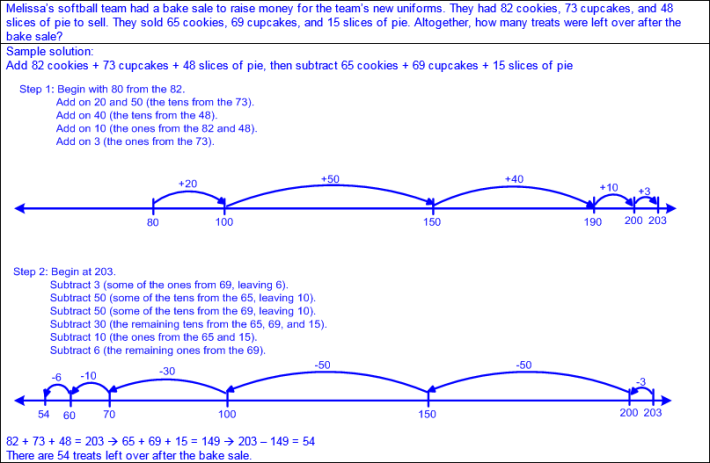 Melissa's softball team had a bake sale to raise money for the team's new uniforms. They had 82 cookies, 73 cupcakes, and 48
slices of pie to sell. They sold 65 cookies, 69 cupcakes, and 15 slices of pie. Altogether, how many treats were left over after the
bake sale?
Sample solution:
Add 82 cookies + 73 cupcakes + 48 slices of pie, then subtract 65 cookies + 69 cupcakes + 15 slices of pie
Step 1: Begin with 80 from the 82.
Add on 20 and 50 (the tens from the 73).
Add on 40 (the tens from the 48).
Add on 10 (the ones from the 82 and 48).
Add on 3 (the ones from the 73).
+20 +50 +40 +10 +3
80 100 150 190 200 203
Step 2: Begin at 203.
Subtract 3 (some of the ones from 69, leaving 6).
Subtract 50 (some of the tens from the 65, leaving 10).
Subtract 50 (some of the tens from the 69, leaving 10).
Subtract 30 (the remaining tens from the 65, 69, and 15).
Subtract 10 (the ones from the 65 and 15).
Subtract 6 (the remaining ones from the 69).
-6 -10 -30 -50 -50 -3
54 60 70 100 150 200 203
82 + 73 + 48 = 203 → 65 + 69 + 15 = 149 → 203 – 149 = 54
There are 54 treats left over after the bake sale.